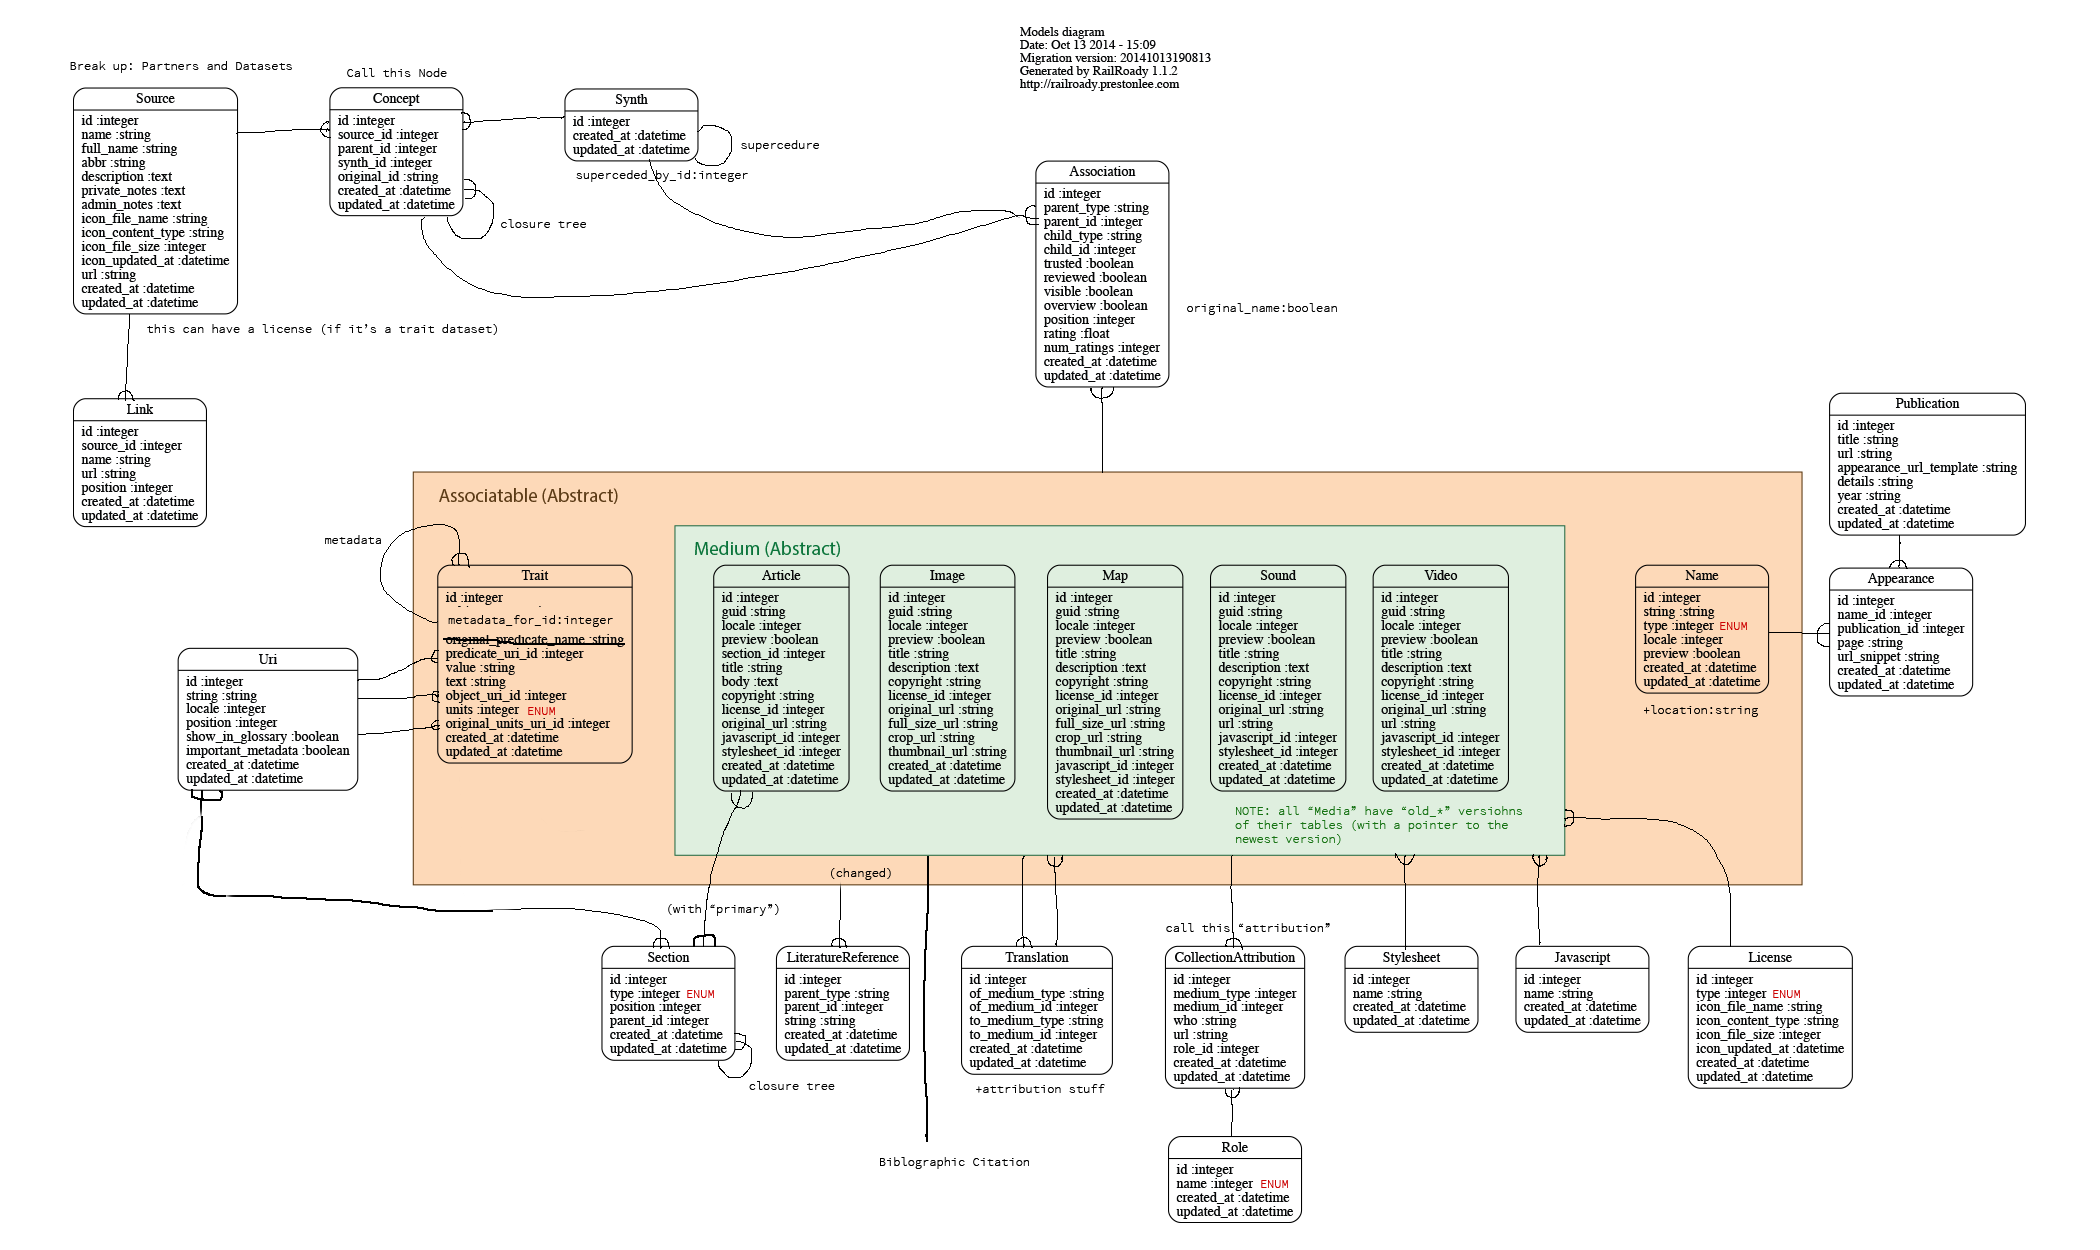 Models diagram
Date: Oct 13 2014 - 15:09
Migration version: 20141013190813
Generated by RailRoady 1.1.2
http://railroady.prestonlee.com
Break up: Partners and Datasets
Source
id :integer
name :string
full_name :string
abbr :string
description :text
private_notes :text
admin_notes :text
icon_file_name :string
icon_content_type :string
icon_file_size :integer
icon_updated_at :datetime
url :string
created_at :datetime
updated_at :datetime
this can have a license (if it’s a trait dataset)
Call this Node
Concept
id :integer
source_id :integer
parent_id :integer
synth_id :integer
original_id :string
created_at :datetime
updated_at :datetime
closure tree
Synth
id :integer
created_at :datetime
updated_at :datetime
supercedure
superceded_by_id:integer
Association
id :integer
parent_type :string
parent_id :integer
child_type :string
child_id :integer
trusted :boolean
reviewed :boolean
visible :boolean
overview :boolean
position :integer
rating :float
num_ratings :integer
created_at :datetime
updated_at :datetime
original_name:boolean
Link
id :integer
source_id :integer
name :string
url :string
position :integer
created_at :datetime
updated_at :datetime
Publication
id :integer
title :string
url :string
appearance_url_template :string
details :string
year :string
created_at :datetime
updated_at :datetime
Associatable (Abstract)
metadata
Trait
id :integer
metadata_for_id:integer
original_predicate_name :string
predicate_uri_id :integer
value :string
text :string
object_uri_id :integer
units :integer ENUM
original_units_uri_id :integer
created_at :datetime
updated_at :datetime
Medium (Abstract)
Article
id :integer
guid :string
locale :integer
preview :boolean
section_id :integer
title :string
body :text
copyright :string
license_id :integer
original_url :string
javascript_id :integer
stylesheet_id :integer
created_at :datetime
updated_at :datetime
Image
id :integer
guid :string
locale :integer
preview :boolean
title :string
description :text
copyright :string
license_id :integer
original_url :string
full_size_url :string
crop_url :string
thumbnail_url :string
created_at :datetime
updated_at :datetime
Map
id :integer
guid :string
locale :integer
preview :boolean
title :string
description :text
copyright :string
license_id :integer
original_url :string
full_size_url :string
crop_url :string
thumbnail_url :string
javascript_id :integer
stylesheet_id :integer
created_at :datetime
updated_at :datetime
Sound
id :integer
guid :string
locale :integer
preview :boolean
title :string
description :text
copyright :string
license_id :integer
original_url :string
url :string
javascript_id :integer
stylesheet_id :integer
created_at :datetime
updated_at :datetime
Video
id :integer
guid :string
locale :integer
preview :boolean
title :string
description :text
copyright :string
license_id :integer
original_url :string
url :string
javascript_id :integer
stylesheet_id :integer
created_at :datetime
updated_at :datetime
NOTE: all “Media” have “old_*” versiohns
of their tables (with a pointer to the
newest version)
Name
id :integer
string :string
type :integer ENUM
locale :integer
preview :boolean
created_at :datetime
updated_at :datetime
+location:string
Appearance
id :integer
name_id :integer
publication_id :integer
page :string
url_snippet :string
created_at :datetime
updated_at :datetime
Uri
id :integer
string :string
locale :integer
position :integer
show_in_glossary :boolean
important_metadata :boolean
created_at :datetime
updated_at :datetime
(with “primary”)
Section
id :integer
type :integer ENUM
position :integer
parent_id :integer
created_at :datetime
updated_at :datetime
closure tree
(changed)
LiteratureReference
id :integer
parent_type :string
parent_id :integer
string :string
created_at :datetime
updated_at :datetime
Biblographic Citation
Translation
id :integer
of_medium_type :string
of_medium_id :integer
to_medium_type :string
to_medium_id :integer
created_at :datetime
updated_at :datetime
+attribution stuff
call this “attribution”
CollectionAttribution
id :integer
medium_type :integer
medium_id :integer
who :string
url :string
role_id :integer
created_at :datetime
updated_at :datetime
Role
id :integer
name :integer ENUM
created_at :datetime
updated_at :datetime
Stylesheet
id :integer
name :string
created_at :datetime
updated_at :datetime
Javascript
id :integer
name :string
created_at :datetime
updated_at :datetime
License
id :integer
type :integer ENUM
icon_file_name :string
icon_content_type :string
icon_file_size :integer
icon_updated_at :datetime
created_at :datetime
updated_at :datetime